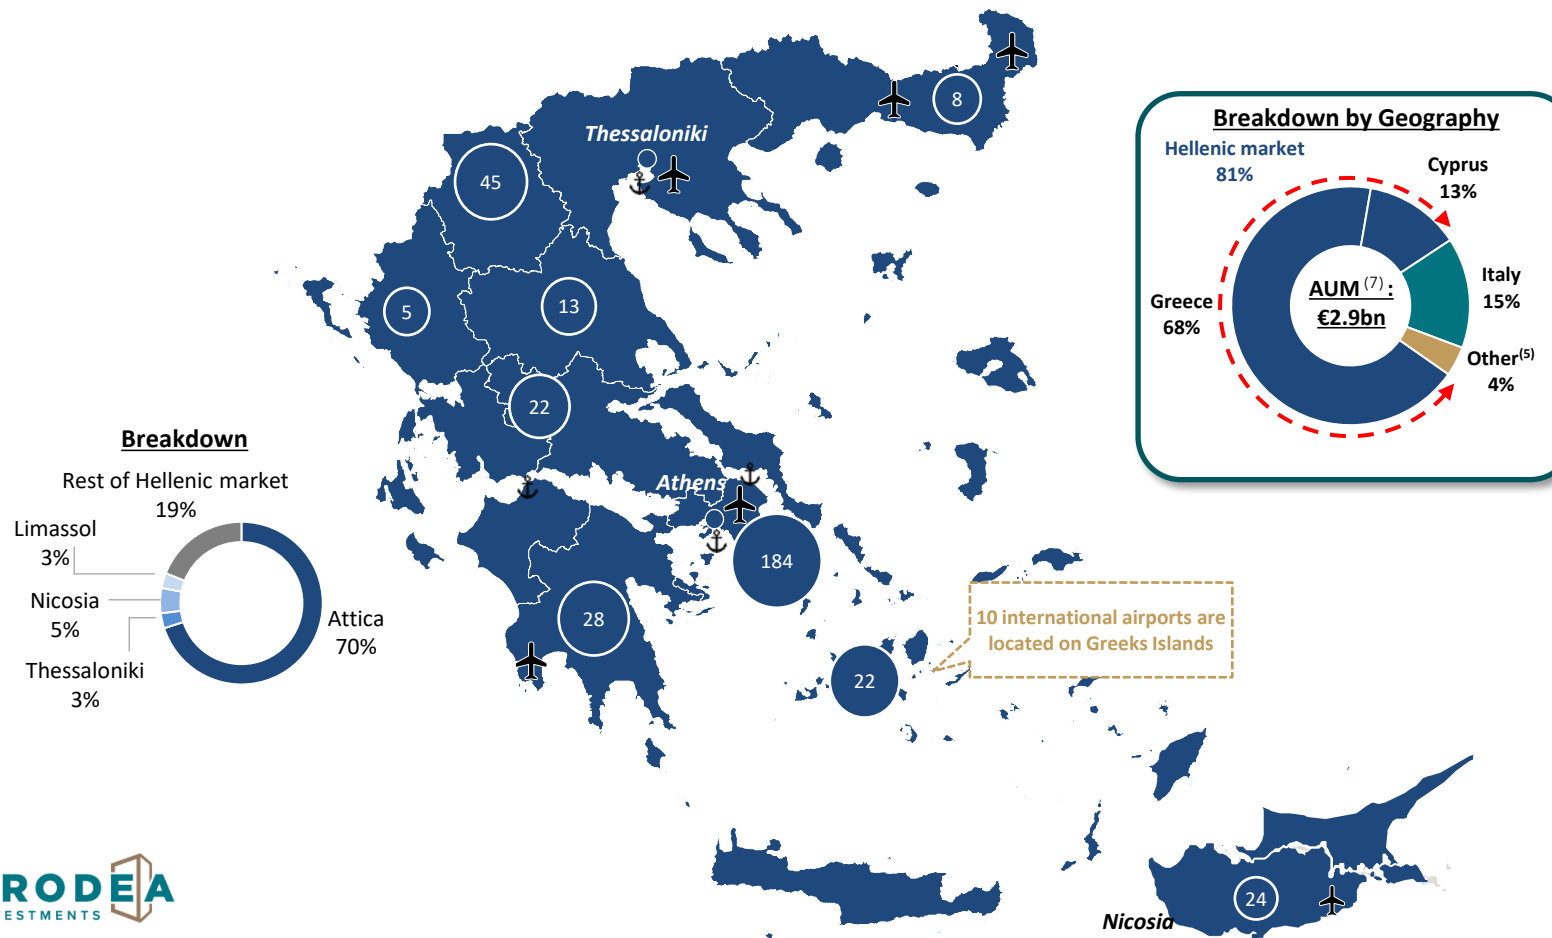 8
Thessaloniki
45
5
13
22
Athens
184
28
22
10 international airports are
located on Greeks Islands
24
Nicosia
Breakdown by Geography
Hellenic market
81%
Cyprus
13%
Italy
15%
Other(5)
4%
Greece
68%
AUM (7) :
€2.9bn
Breakdown
Rest of Hellenic market
19%
Limassol
3%
Nicosia
5%
Thessaloniki
3%
Attica
70%
RODEA
ESTMENTS